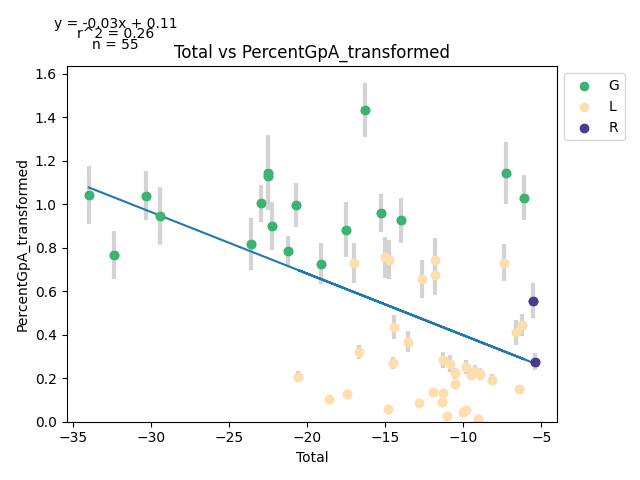 y = -0.03x + 0.11
r^2 = 0.26
n = 55
Total vs PercentGpA_transformed
G
L
R
PercentGpA_transformed
1.6
1.4
1.2
1.0
0.8
0.6
0.4
0.2
0.0
−35 −30 −25 −20 −15 −10 −5
Total